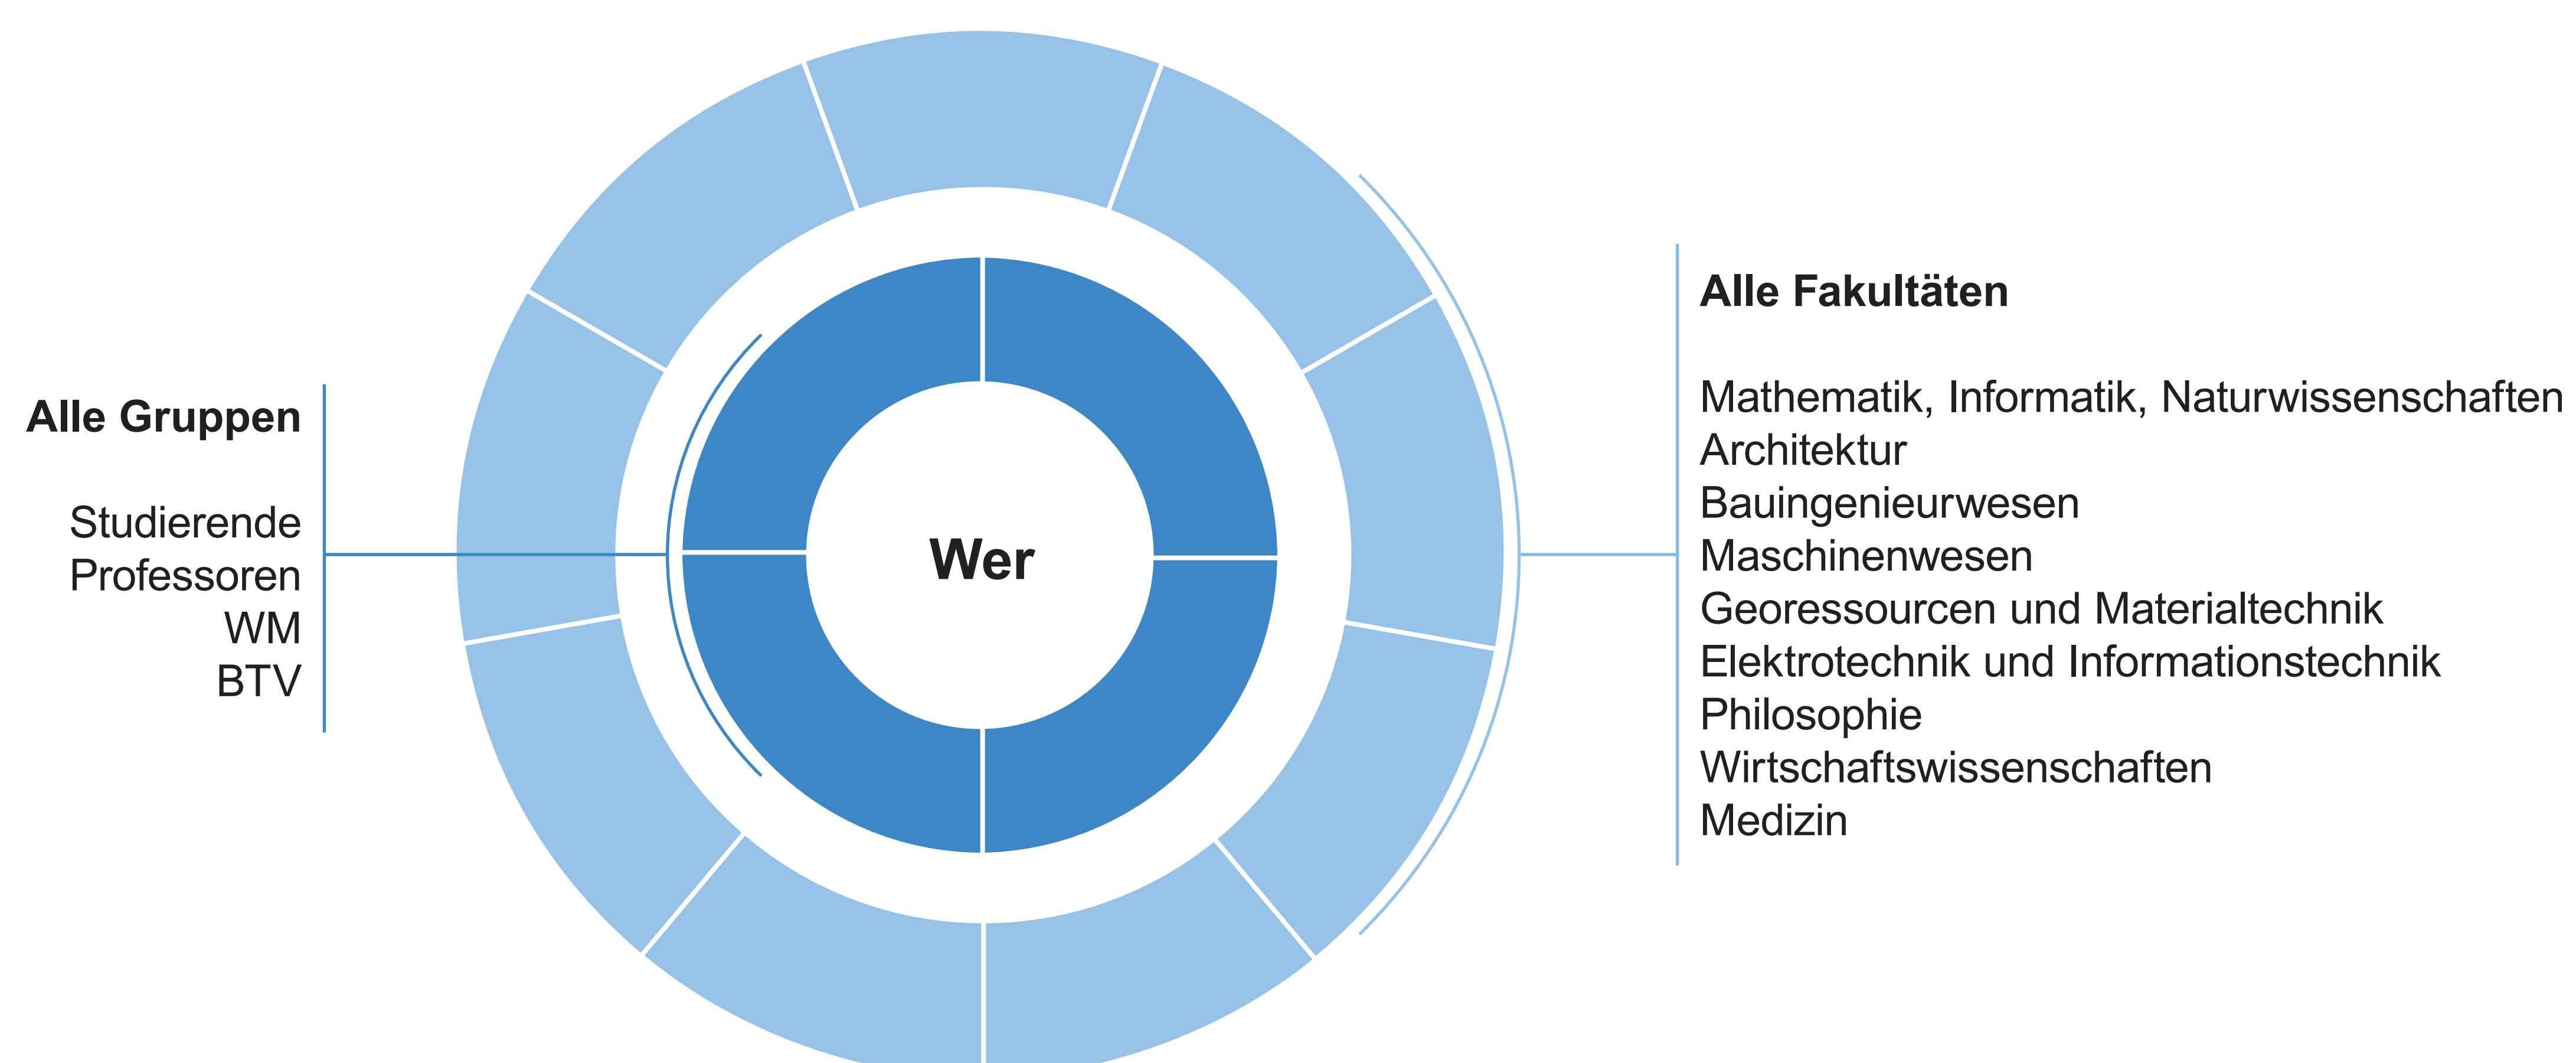 Alle Gruppen
Studierende
Professoren
WM
BTV
Wer
Alle Fakultäten
Mathematik, Informatik, Naturwissenschaften
Architektur
Bauingenieurwesen
Maschinenwesen
Georessourcen und Materialtechnik
Elektrotechnik und Informationstechnik
Philosophie
Wirtschaftswissenschaften
Medizin